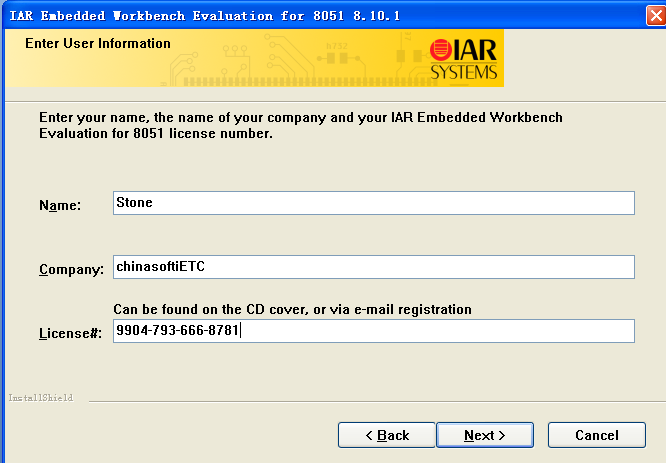 IAR Embedded Workbench Evaluation for 8051 8.10.1
Enter User Information
b732
IAR
SYSTEMS
Enter your name, the name of your company and your IAR Embedded Workbench
Evaluation for 8051 license number.
Name: Stone
Company: chinasoftiETC
Can be found on the CD cover, or via e-mail registration
License#: 9904-793-666-8781
InstallShield
< Back Next > Cancel